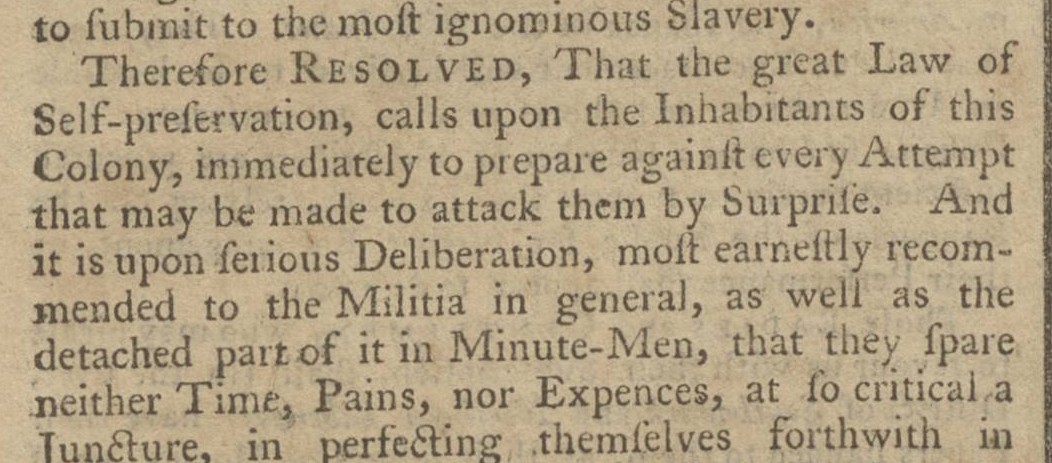 to ſubmit to the moſt ignominous Slavery.
Therefore RESOLVED, That the great Law of
Self-preſervation, calls upon the Inhabitants of this
Colony, immediately to prepare againſt every Attempt
that may be made to attack them by Surpriſe. And
it is upon ſerious Deliberation, moſt earneſtly recom-
mended to the Militia in general, as well as the
detached part of it in Minute-Men, that they ſpare
neither Time, Pains, nor Expences, at ſo critical a
Juncture, in perfecting themſelves forthwith in